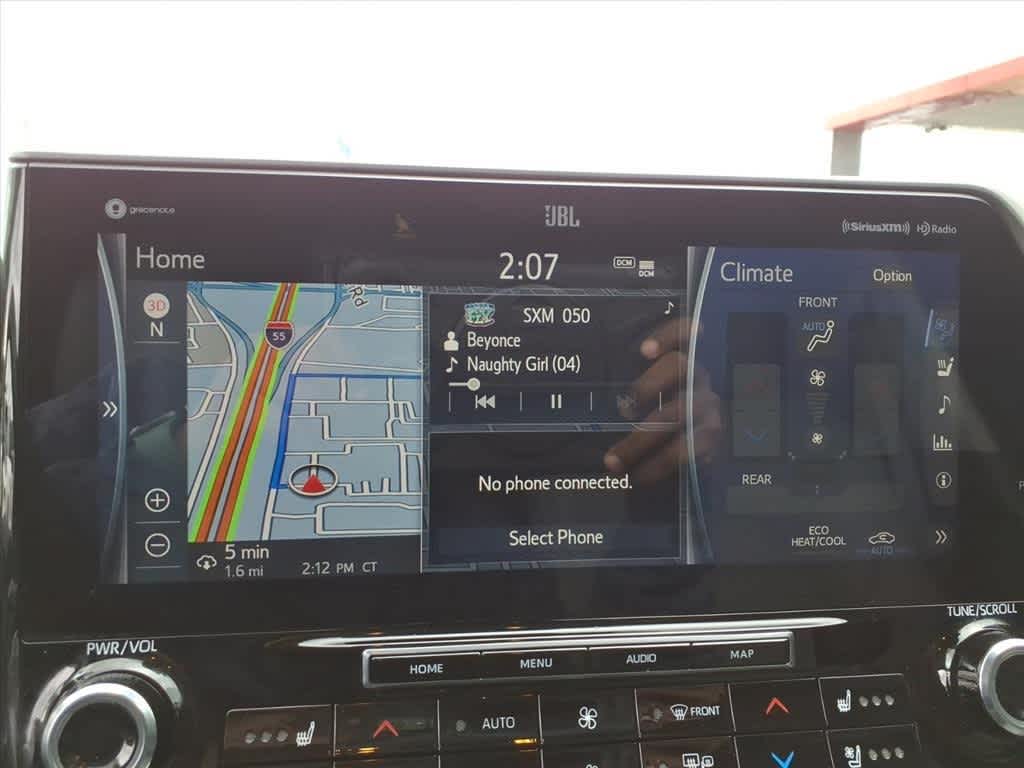 gracenote
JBL
((SiriusXM)) HD Radio
Home
2:07
DCM
DCM
Climate
Option
3D
N
55
Rd
SXM 050
Beyonce
Naughty Girl (04)
FRONT
AUTO
No phone connected.
Select Phone
REAR
ECO
HEAT/COOL
AUTO
5 min
1.6 mi
2:12 PM CT
PWR/VOL
TUNE/SCROLL
HOME
MENU
AUDIO
MAP
AUTO
FRONT